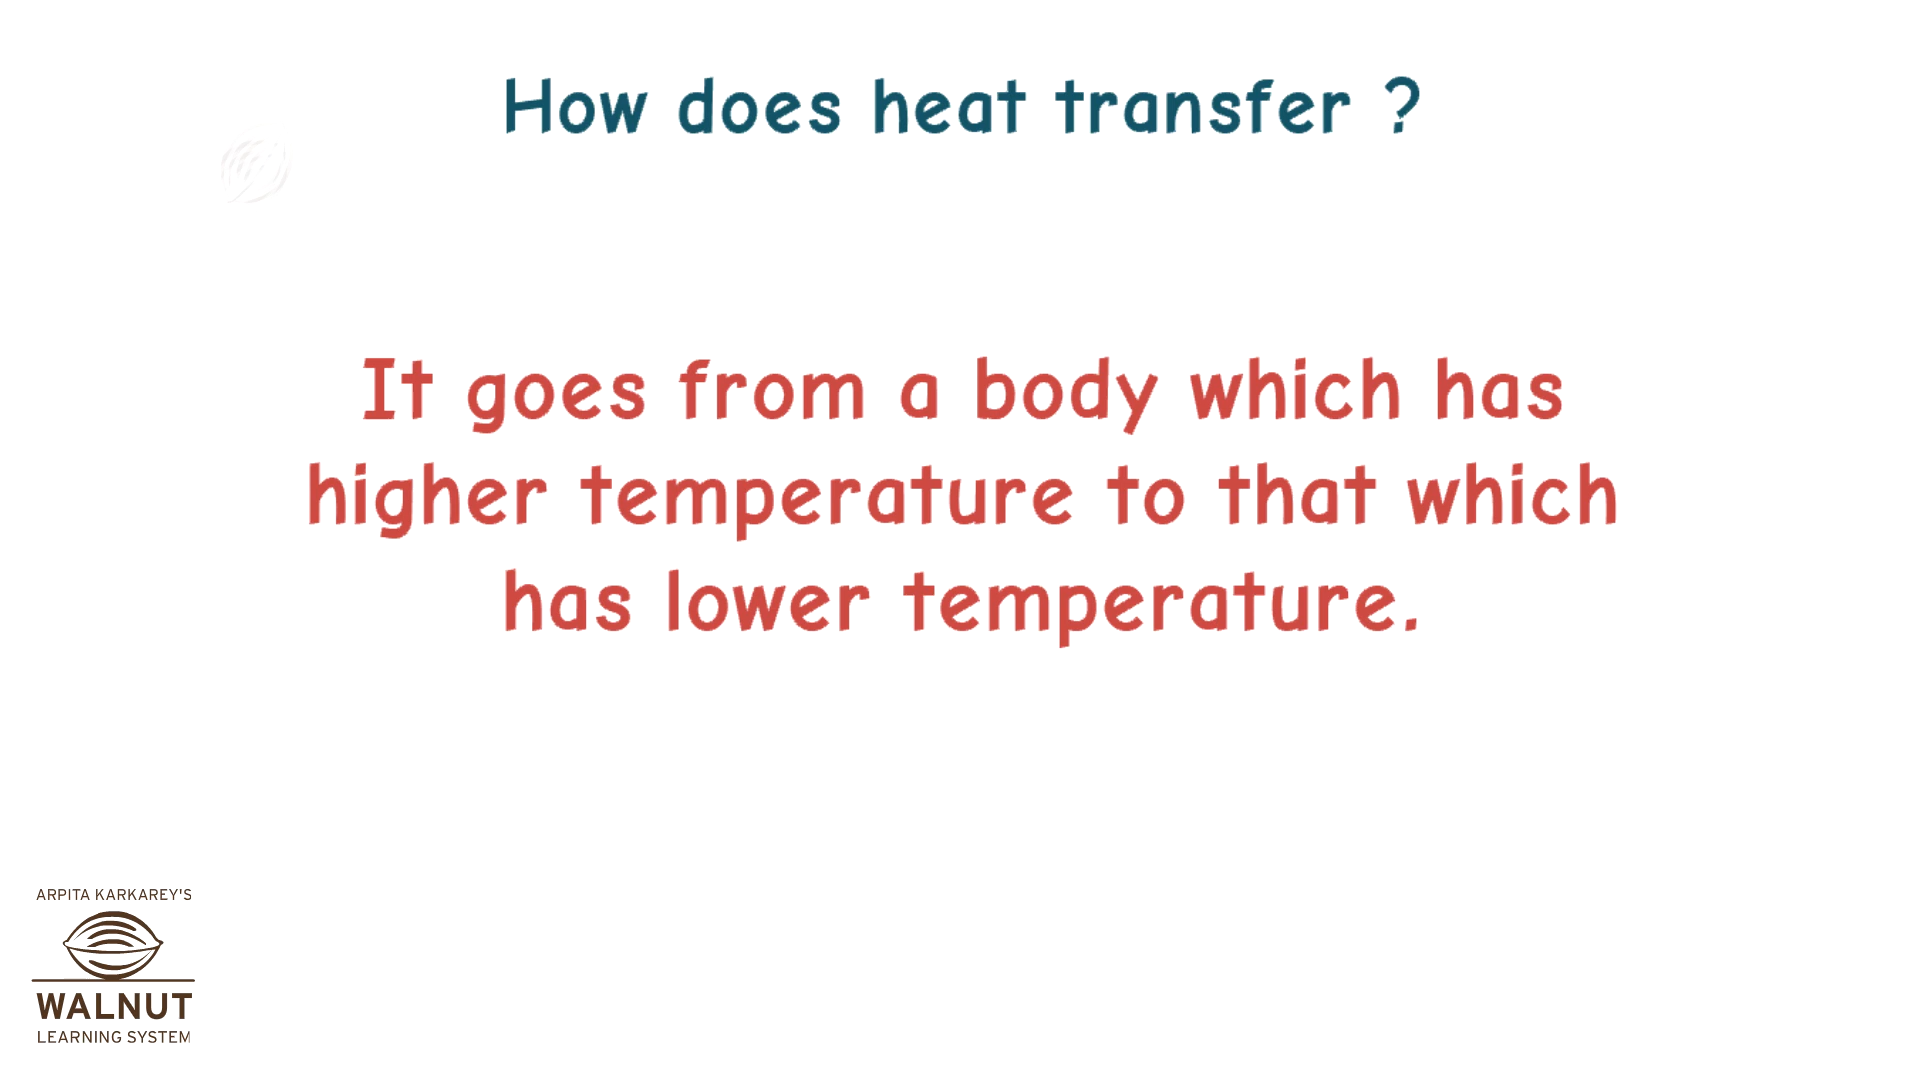 How does heat transfer ?
It goes from a body which has
higher temperature to that which
has lower temperature.
ARPITA KARKAREY'S
WALNUT
LEARNING SYSTEM